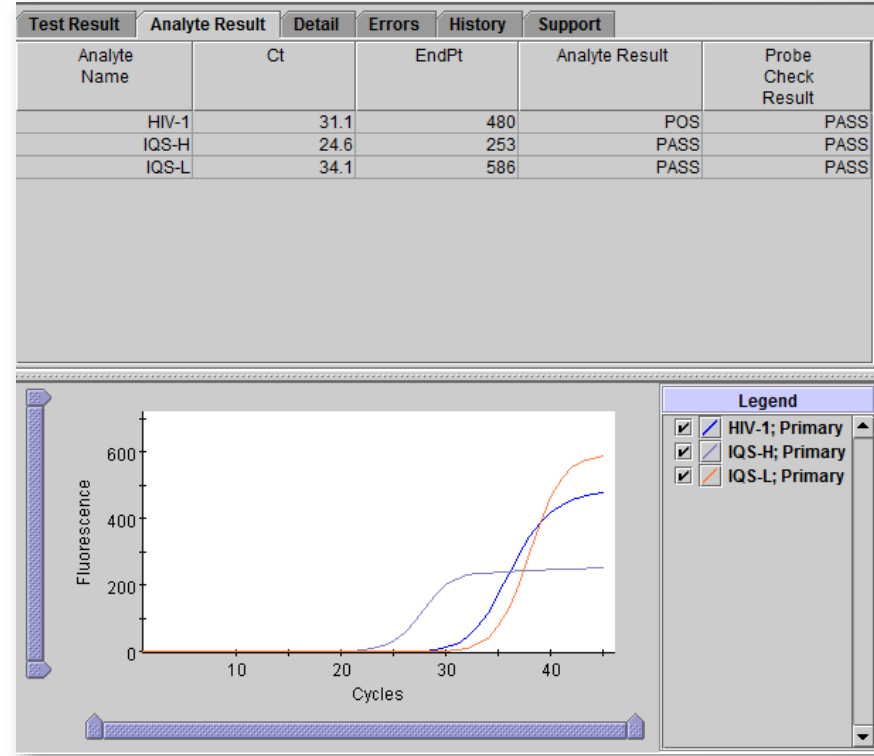 Test Result Analyte Result Detail Errors History Support
Analyte Name Ct EndPt Analyte Result Probe Check Result
HIV-1 31.1 480 POS PASS
IQS-H 24.6 253 PASS PASS
IQS-L 34.1 586 PASS PASS
Legend
HIV-1; Primary
IQS-H; Primary
IQS-L; Primary
Fluorescence
600
400
200
0
10 20 30 40
Cycles